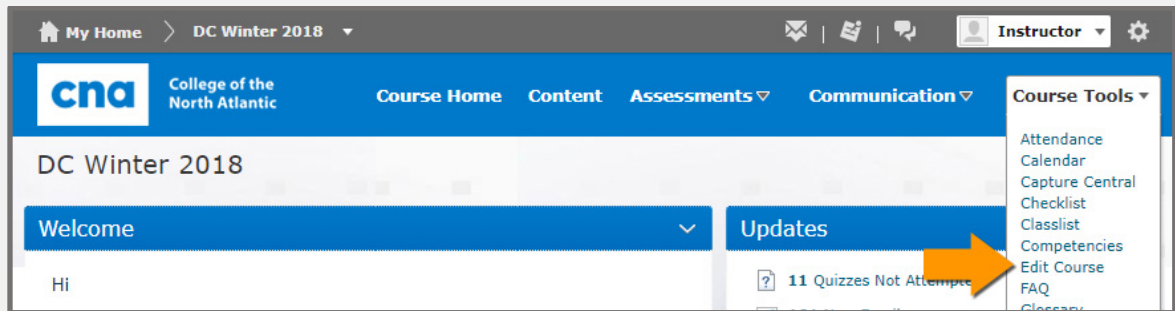 My Home DC Winter 2018 Instructor
cna College of the
North Atlantic
Course Home Content Assessments Communication Course Tools
Attendance
Calendar
Capture Central
Checklist
Classlist
Competencies
Edit Course
FAQ
Glossary
DC Winter 2018
Welcome
Hi
Updates
? 11 Quizzes Not